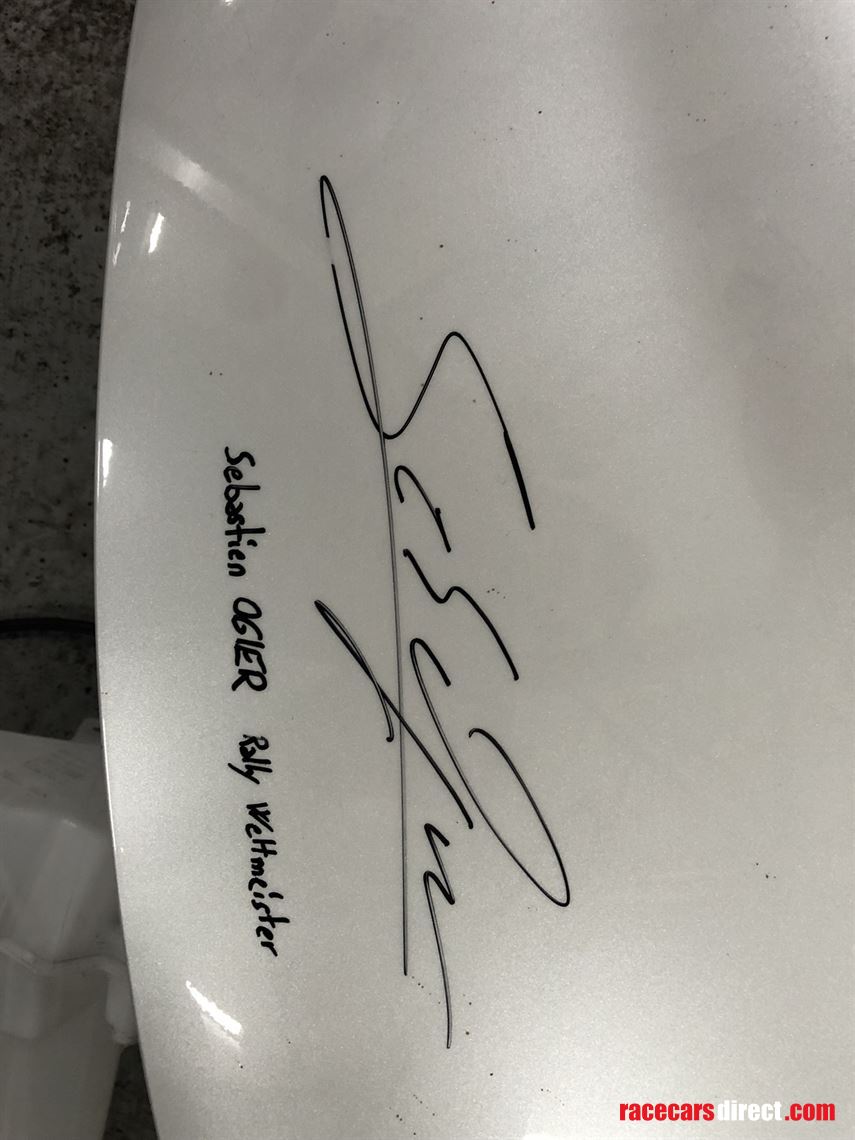 Sebastien OGIER Rally Weltmeister
racecarsdirect.com